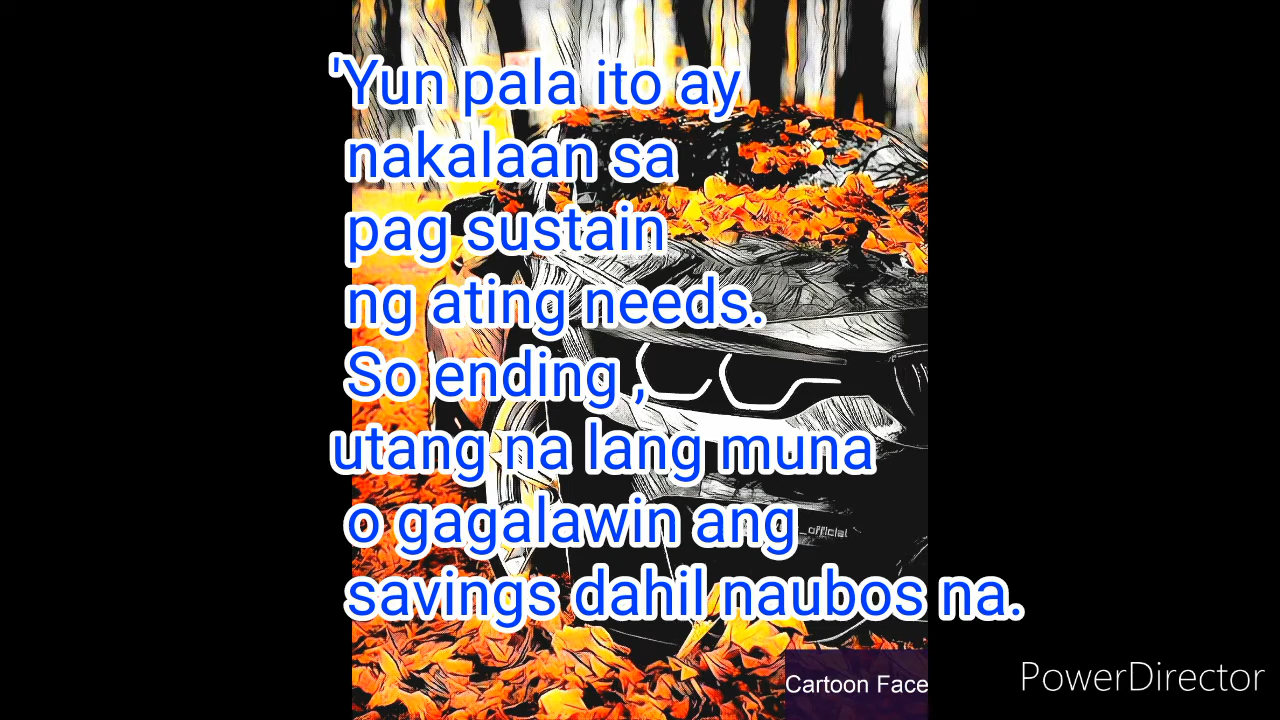 'Yun pala ito ay
nakalaan sa
pag sustain
ng ating needs.
So ending ,
utang na lang muna
o gagalawin ang
_official
savings dahil naubos na.
Cartoon Face
PowerDirector